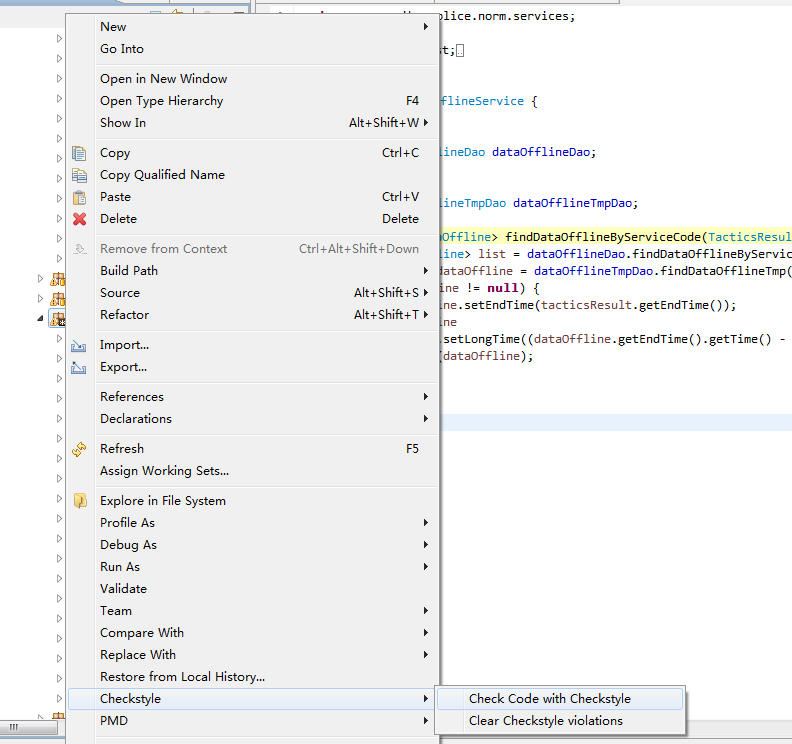 olice.norm.services;
t;
flineService {
ineDao dataOfflineDao;
ineTmpDao dataOfflineTmpDao;
Offline> findDataOfflineByServiceCode(TacticsResul
line> list = dataOfflineDao.findDataOfflineByServic
dataOffline = dataOfflineTmpDao.findDataOfflineTmp(
ine != null) {
ine.setEndTime(tacticsResult.getEndTime());
ine
.setLongTime((dataOffline.getEndTime().getTime() -
(dataOffline);
New
Go Into
Open in New Window
Open Type Hierarchy F4
Show In Alt+Shift+W
Copy Ctrl+C
Copy Qualified Name
Paste Ctrl+V
Delete Delete
Remove from Context Ctrl+Alt+Shift+Down
Build Path
Source Alt+Shift+S
Refactor Alt+Shift+T
Import...
Export...
References
Declarations
Refresh F5
Assign Working Sets...
Explore in File System
Profile As
Debug As
Run As
Validate
Team
Compare With
Replace With
Restore from Local History...
Checkstyle
PMD
Check Code with Checkstyle
Clear Checkstyle violations